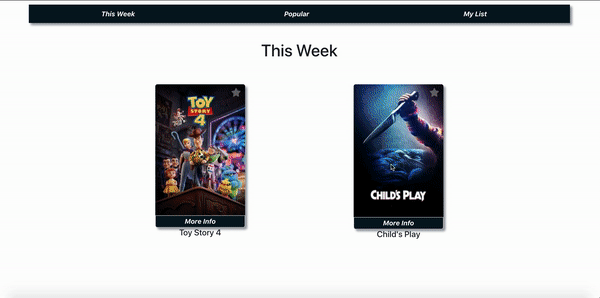 This Week Popular My List
This Week
TOY
STORY
4
CHILD'S PLAY
More Info
More Info
Toy Story 4
Child's Play